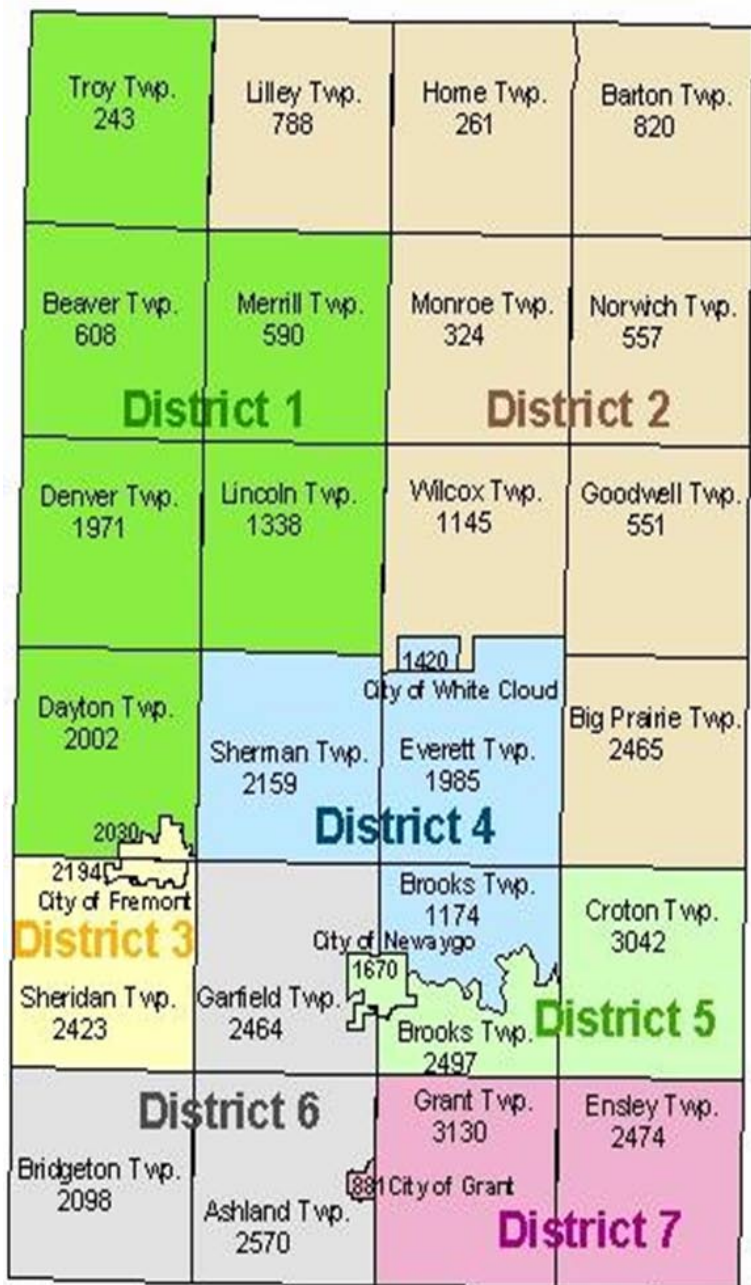 Troy Twp.
243
Lilley Twp.
788
Home Twp.
261
Barton Twp.
820
Beaver Twp.
608
Merrill Twp.
590
Monroe Twp.
324
Norwich Twp.
557
District 1
District 2
Denver Twp.
1971
Lincoln Twp.
1338
Wilcox Twp.
1145
Goodwell Twp.
551
1420
City of White Cloud
Dayton Twp.
2002
Sherman Twp.
2159
Everett Twp.
1985
Big Prairie Twp.
2465
District 4
2030
2194
City of Fremont
District 3
Sheridan Twp.
2423
Brooks Twp.
1174
Croton Twp.
3042
City of Newaygo
1670
Garfield Twp.
2464
Brooks Twp.
2497
District 5
District 6
Grant Twp.
3130
Ensley Twp.
2474
Bridgeton Twp.
2098
881 City of Grant
Ashland Twp.
2570
District 7